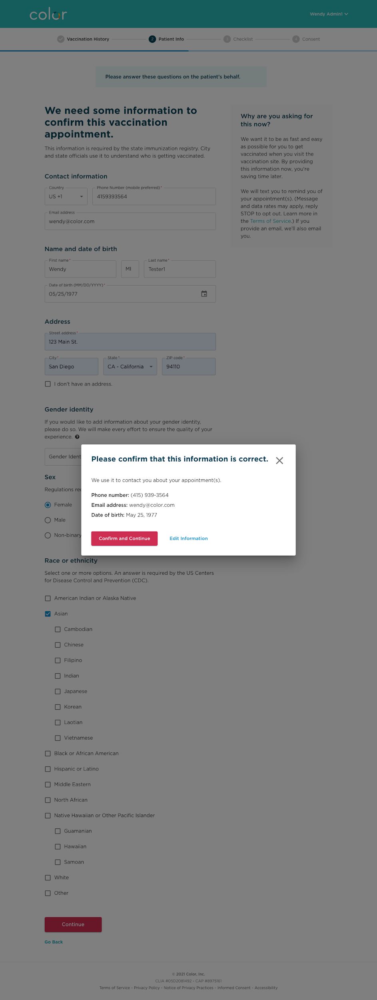 color
Wendy Admin1
Vaccination History
2 Patient Info
3 Checklist
4 Consent
Please answer these questions on the patient's behalf.
We need some information to
confirm this vaccination
appointment.
This information is required by the state immunization registry. City
and state officials use it to understand who is getting vaccinated.
Contact information
Country
US +1
Phone Number (mobile preferred)*
4159393564
Email address
wendy@color.com
Name and date of birth
First name*
Wendy
MI
Last name*
Tester1
Date of birth (MM/DD/YYYY)*
05/25/1977
Address
Street address*
123 Main St.
City*
San Diego
State*
CA - California
ZIP code*
94110
I don't have an address.
Gender identity
If you would like to add information about your gender identity,
please do so. We will make every effort to ensure the quality of your
experience. ?
Gender Ident
Sex
Regulations re
Female
Male
Non-binary
Race or ethnicity
Select one or more options. An answer is required by the US Centers
for Disease Control and Prevention (CDC).
American Indian or Alaska Native
Asian
Cambodian
Chinese
Filipino
Indian
Japanese
Korean
Laotian
Vietnamese
Black or African American
Hispanic or Latino
Middle Eastern
North African
Native Hawaiian or Other Pacific Islander
Guamanian
Hawaiian
Samoan
White
Other
Continue
Go Back
Why are you asking for
this now?
We want it to be as fast and easy
as possible for you to get
vaccinated when you visit the
vaccination site. By providing
this information now, you're
saving time later.
We will text you to remind you of
your appointment(s). (Message
and data rates may apply, reply
STOP to opt out. Learn more in
the Terms of Service.) If you
provide an email, we'll also email
you.
Please confirm that this information is correct.
We use it to contact you about your appointment(s).
Phone number: (415) 939-3564
Email address: wendy@color.com
Date of birth: May 25, 1977
Confirm and Continue
Edit Information
© 2021 Color, Inc.
CLIA #05D2081492 - CAP #8975161
Terms of Service - Privacy Policy - Notice of Privacy Practices - Informed Consent - Accessibility